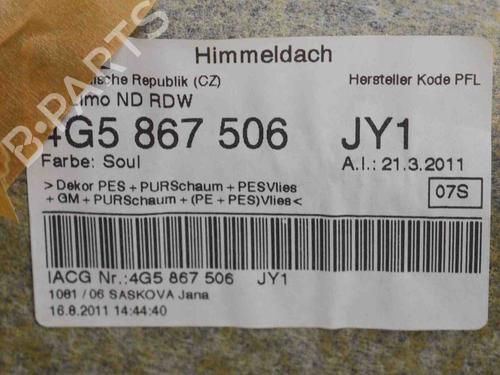 Himmeldach
ische Republik (CZ)
Hersteller Kode PFL
Limo ND RDW
4G5 867 506 JY1
Farbe: Soul
A.I.: 21.3.2011
> Dekor PES + PURSchaum + PESVlies
+ GM + PURSchaum + (PE + PES)Vlies<
07S
IACG Nr.:4G5 867 506 JY1
1081 / 06 SASKOVA Jana
16.8.2011 14:44:40
B-PARTS